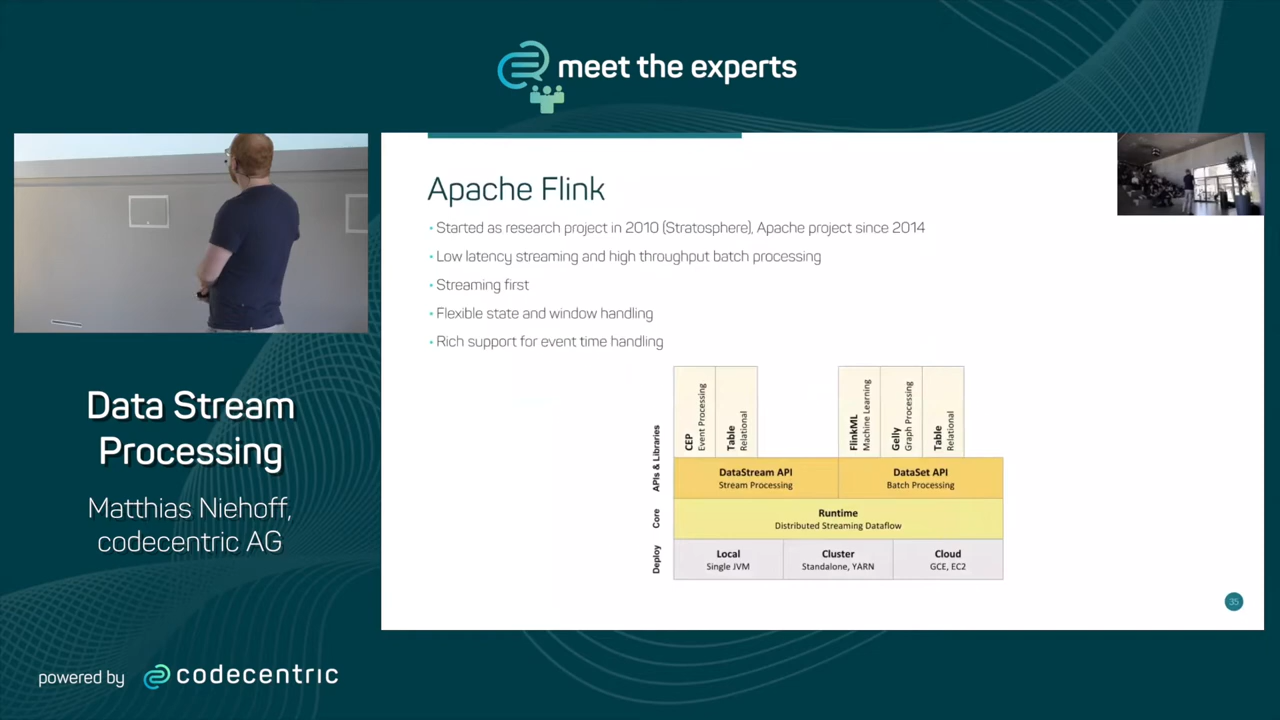 meet the experts
Data Stream
Processing
Matthias Niehoff,
codecentric AG
powered by codecentric
Apache Flink
• Started as research project in 2010 (Stratosphere), Apache project since 2014
• Low latency streaming and high throughput batch processing
• Streaming first
• Flexible state and window handling
• Rich support for event time handling
APIs & Libraries
CEP
Event Processing
Table
Relational
FlinkML
Machine Learning
Gelly
Graph Processing
Table
Relational
DataStream API
Stream Processing
DataSet API
Batch Processing
Core
Runtime
Distributed Streaming Dataflow
Deploy
Local
Single JVM
Cluster
Standalone, YARN
Cloud
GCE, EC2
35